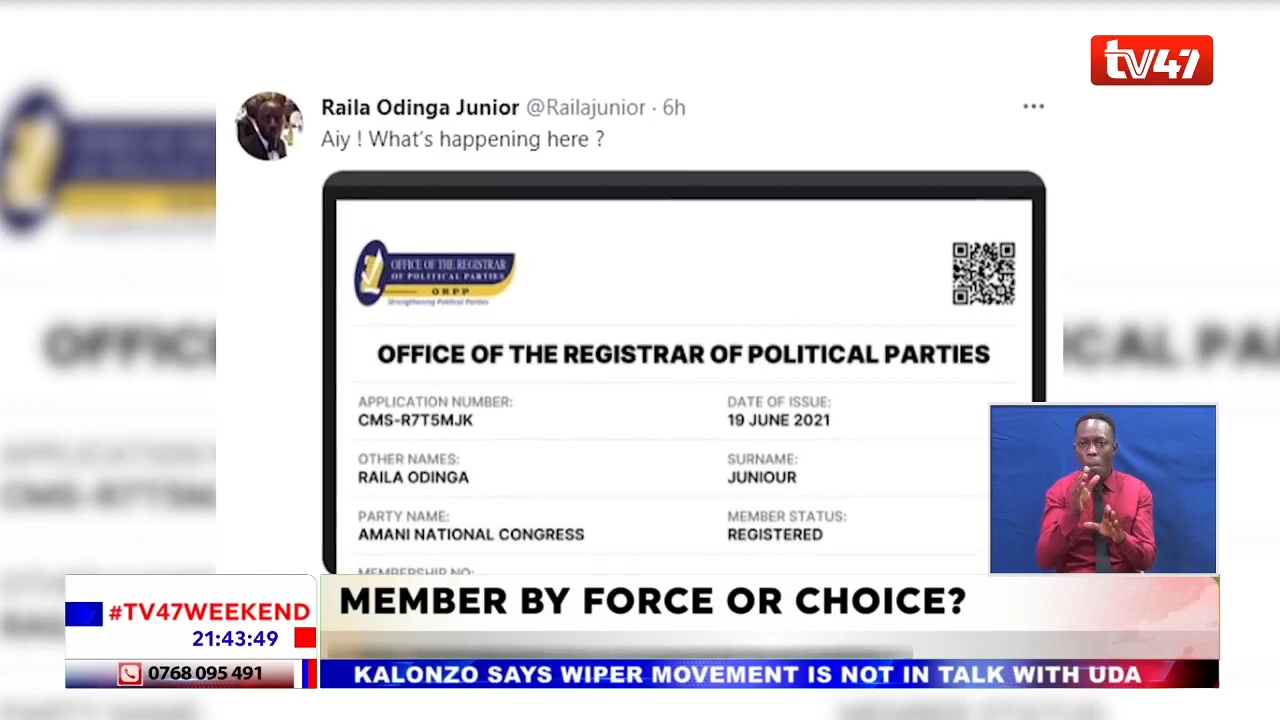 tv47
Raila Odinga Junior @Railajunior · 6h
Aiy ! What's happening here ?
OFFICE OF THE REGISTRAR
OF POLITICAL PARTIES
ORPP
Strengthening Political Parties
OFFICE OF THE REGISTRAR OF POLITICAL PARTIES
APPLICATION NUMBER: DATE OF ISSUE:
CMS-R7T5MJK 19 JUNE 2021
OTHER NAMES: SURNAME:
RAILA ODINGA JUNIOUR
PARTY NAME: MEMBER STATUS:
AMANI NATIONAL CONGRESS REGISTERED
MEMBERSHIP NO:
MEMBER BY FORCE OR CHOICE?
#TV47WEEKEND
21:43:49
0768 095 491
KALONZO SAYS WIPER MOVEMENT IS NOT IN TALK WITH UDA